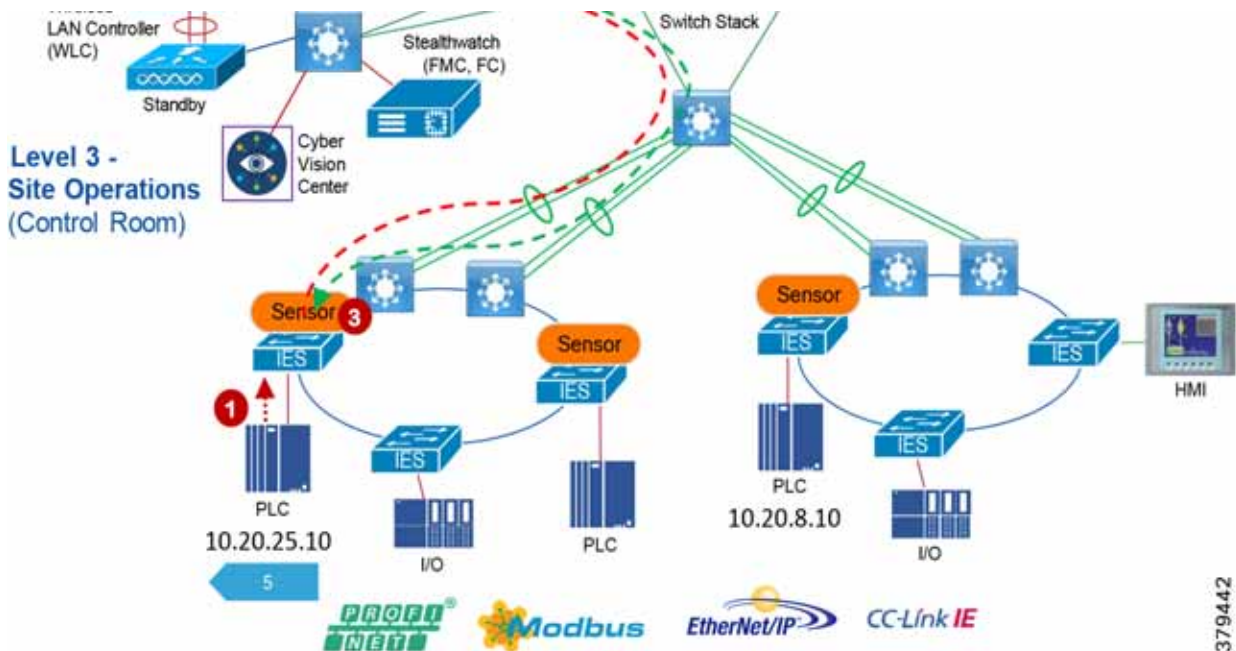 LAN Controller
(WLC)
Standby
Switch Stack
Stealthwatch
(FMC, FC)
Cyber
Vision
Center
Level 3 -
Site Operations
(Control Room)
Sensor
3
IES
Sensor
IES
Sensor
IES
IES
HMI
1
IES
IES
PLC
10.20.25.10
I/O
PLC
PLC
10.20.8.10
I/O
5
PROFI
NET
®
Modbus
EtherNet/IP
CC-Link IE
379442